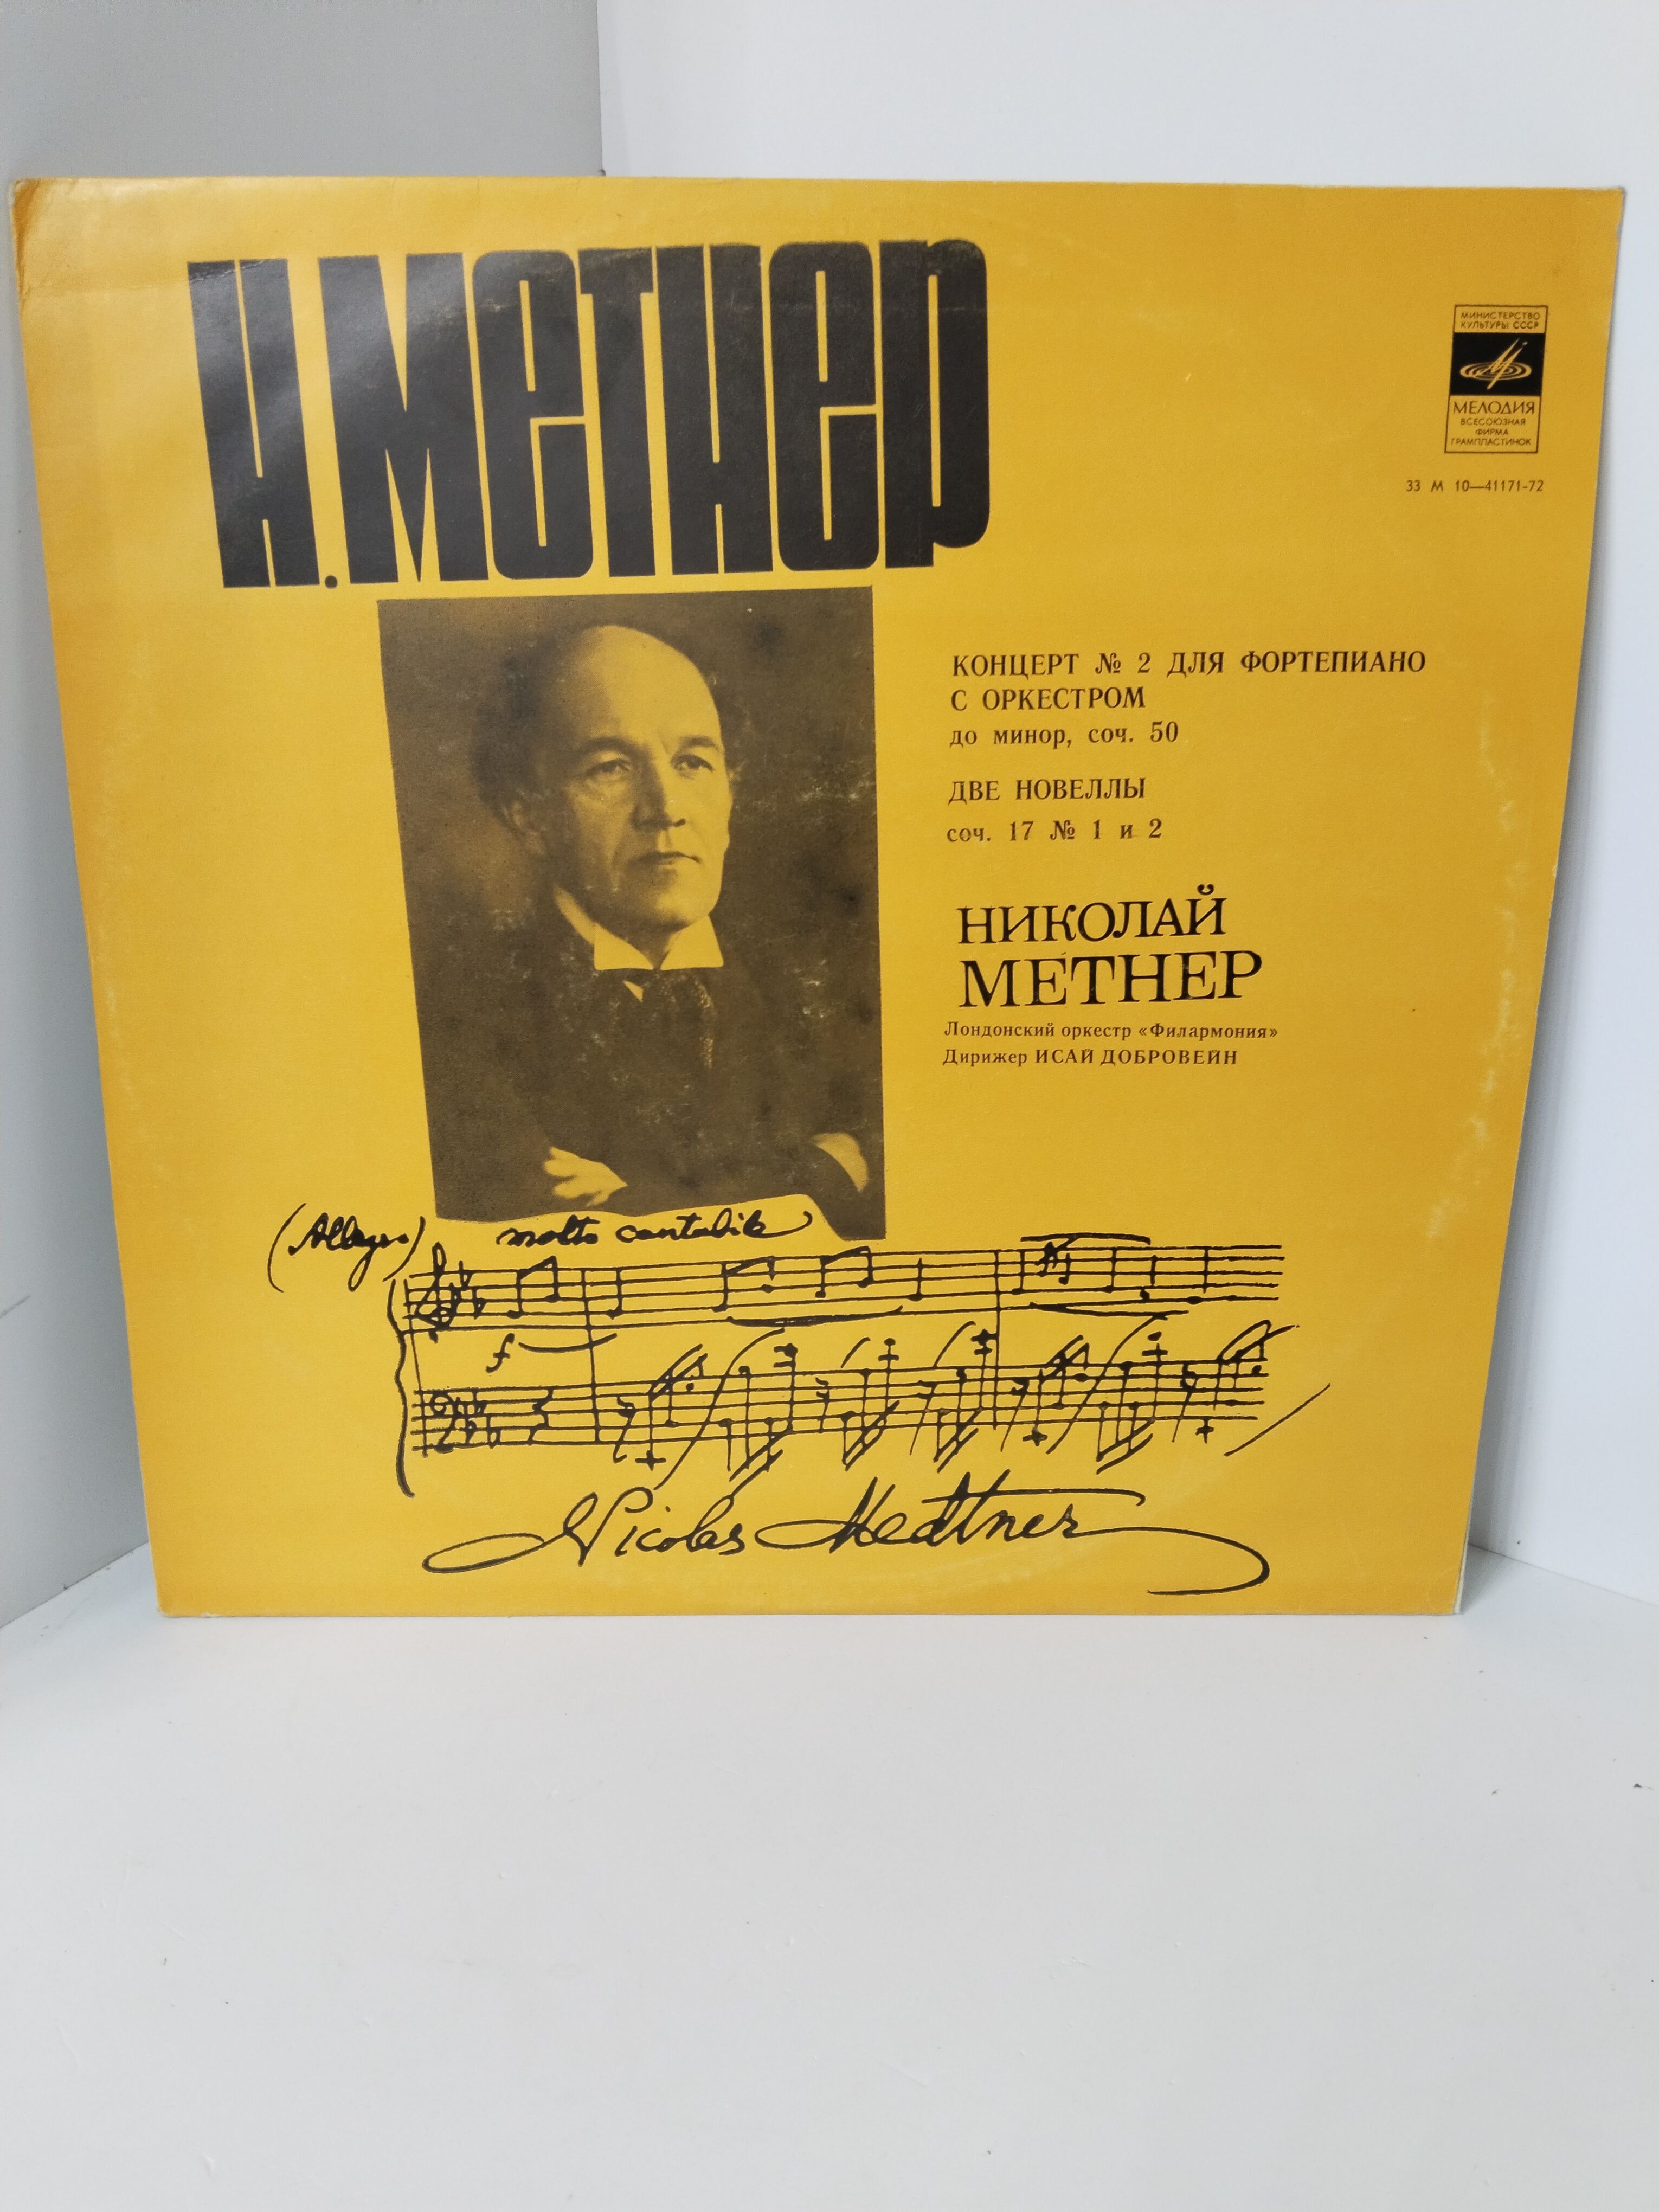 Н. Метнер
МИНИСТЕРСТВО
КУЛЬТУРЫ СССР
МЕЛОДИЯ
ВСЕСОЮЗНАЯ
ФИРМА
ГРАМПЛАСТИНОК
33 М 10—41171-72
КОНЦЕРТ № 2 ДЛЯ ФОРТЕПИАНО
С ОРКЕСТРОМ
до минор, соч. 50
ДВЕ НОВЕЛЛЫ
соч. 17 № 1 и 2
НИКОЛАЙ
МЕТНЕР
Лондонский оркестр «Филармония»
Дирижер ИСАЙ ДОБРОВЕЙН
(Allegro) molto cantabile
f
Nicolas Medtner